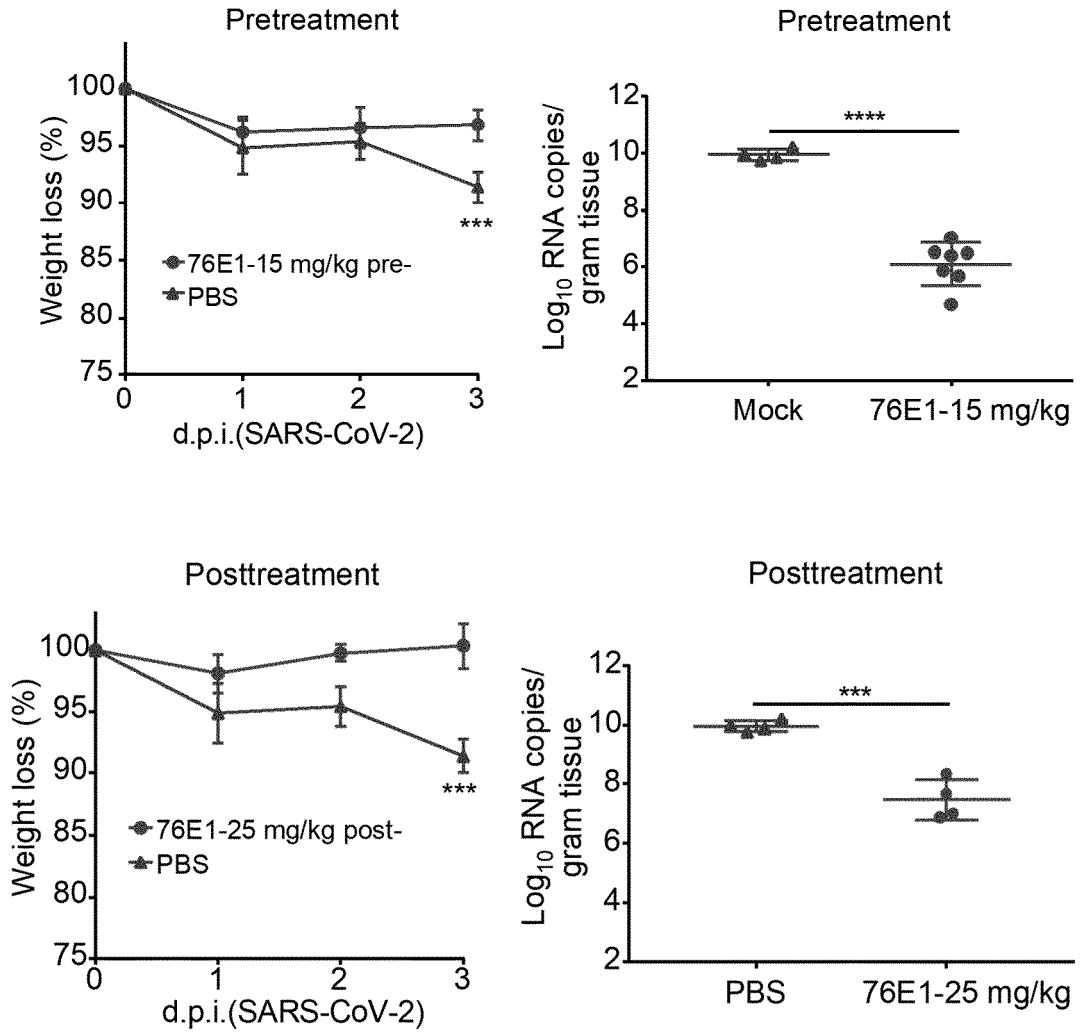 Pretreatment
Weight loss (%)
100
95
90
85
80
75
***
76E1-15 mg/kg pre-
PBS
0 1 2 3
d.p.i.(SARS-CoV-2)
Pretreatment
Log10 RNA copies/
gram tissue
12
10
8
6
4
2
****
Mock 76E1-15 mg/kg
Posttreatment
Weight loss (%)
100
95
90
85
80
75
***
76E1-25 mg/kg post-
PBS
0 1 2 3
d.p.i.(SARS-CoV-2)
Posttreatment
Log10 RNA copies/
gram tissue
12
10
8
6
4
2
***
PBS 76E1-25 mg/kg